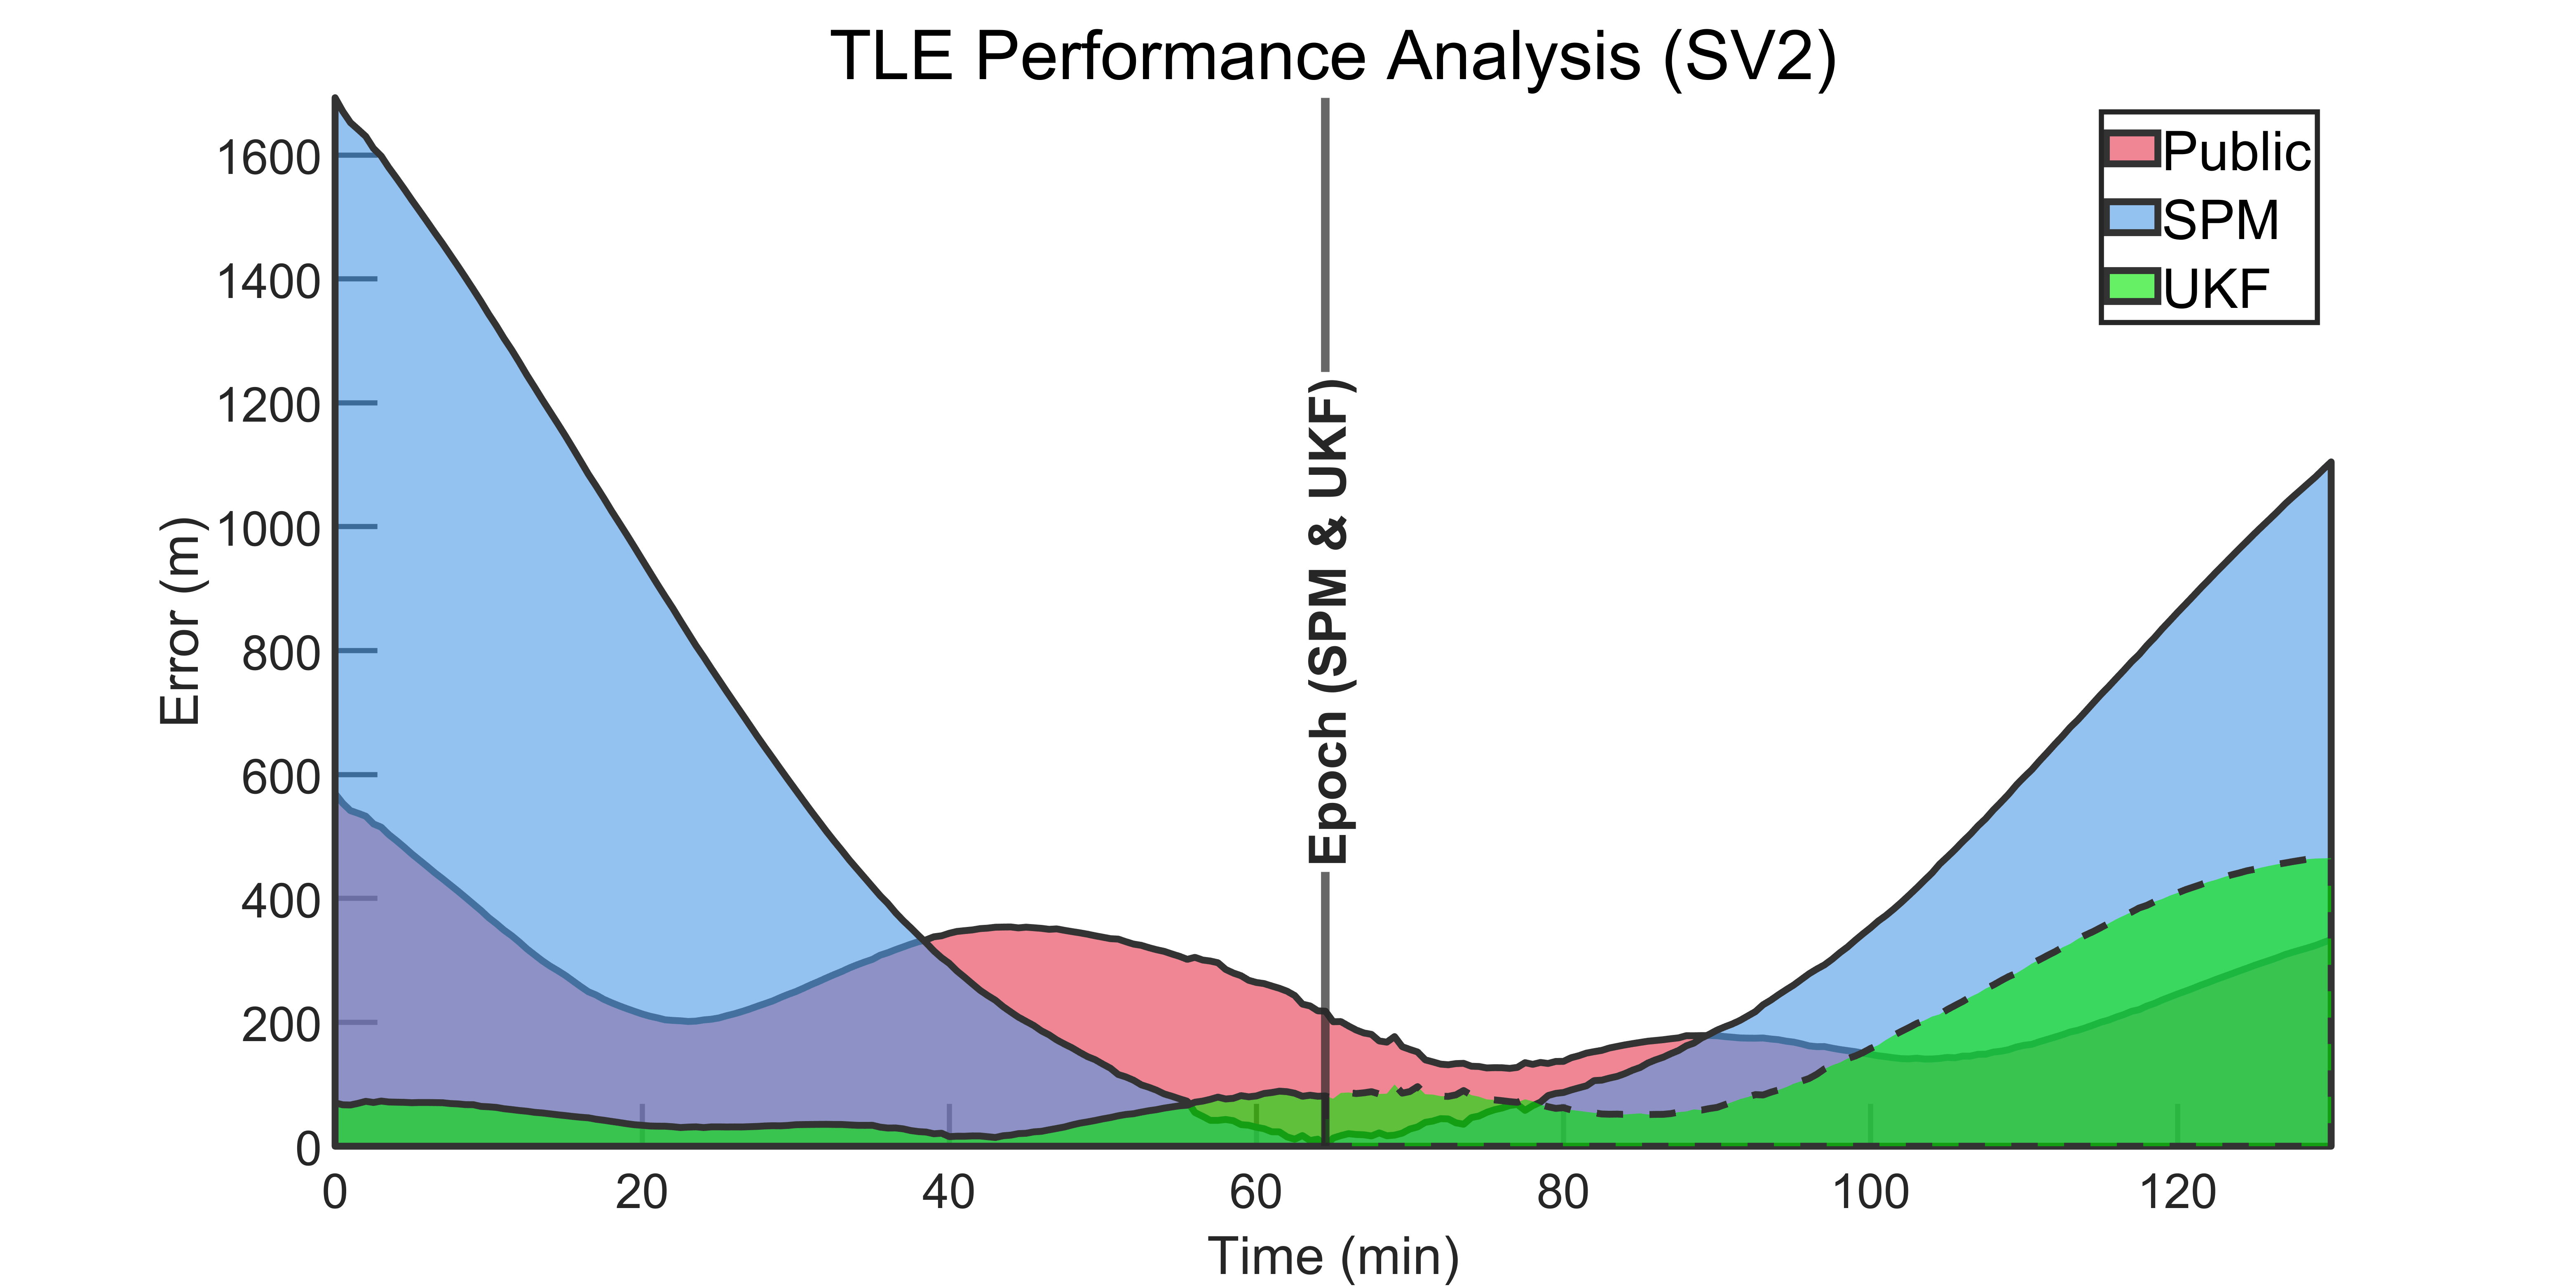 TLE Performance Analysis (SV2)
Public
SPM
UKF
Epoch (SPM & UKF)
Error (m)
1600
1400
1200
1000
800
600
400
200
0
0 20 40 60 80 100 120
Time (min)